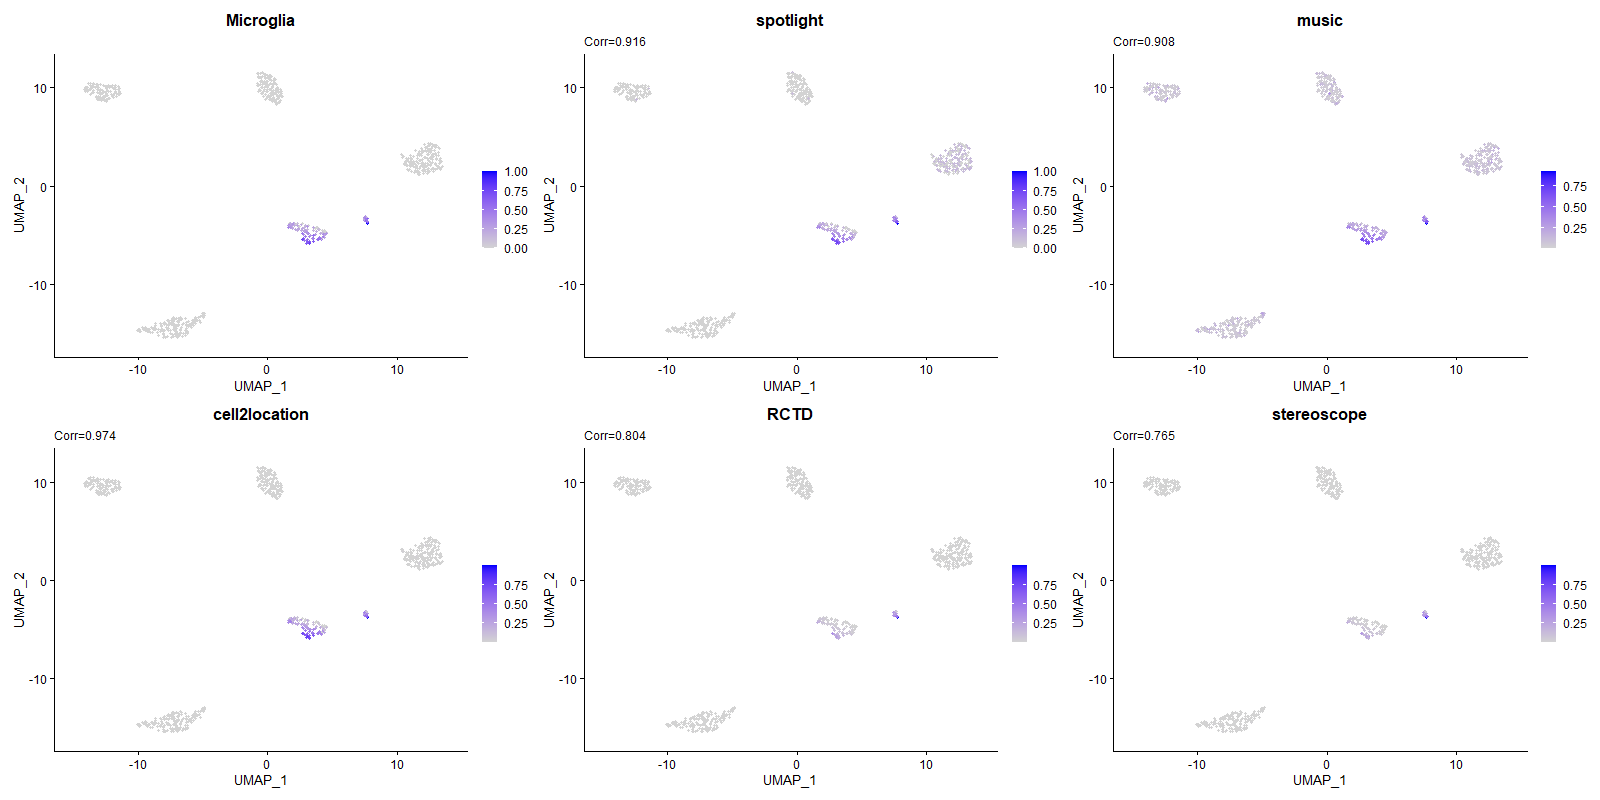 Microglia
UMAP_2
10
0
-10
-10
0
10
UMAP_1
1.00
0.75
0.50
0.25
0.00
spotlight
Corr=0.916
UMAP_2
10
0
-10
-10
0
10
UMAP_1
1.00
0.75
0.50
0.25
0.00
music
Corr=0.908
UMAP_2
10
0
-10
-10
0
10
UMAP_1
0.75
0.50
0.25
cell2location
Corr=0.974
UMAP_2
10
0
-10
-10
0
10
UMAP_1
0.75
0.50
0.25
RCTD
Corr=0.804
UMAP_2
10
0
-10
-10
0
10
UMAP_1
0.75
0.50
0.25
stereoscope
Corr=0.765
UMAP_2
10
0
-10
-10
0
10
UMAP_1
0.75
0.50
0.25